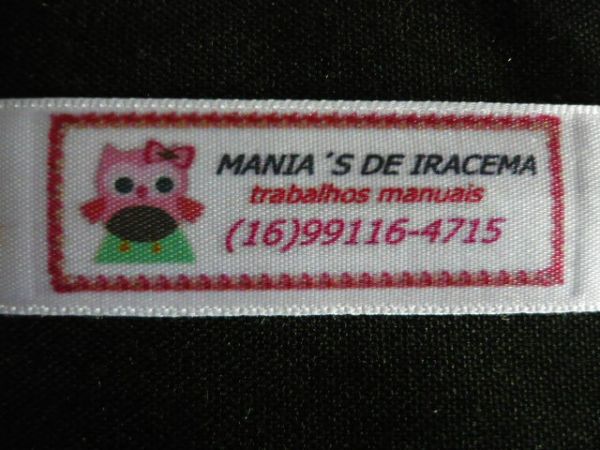 MANIA´S DE IRACEMA
trabalhos manuais
(16)99116-4715